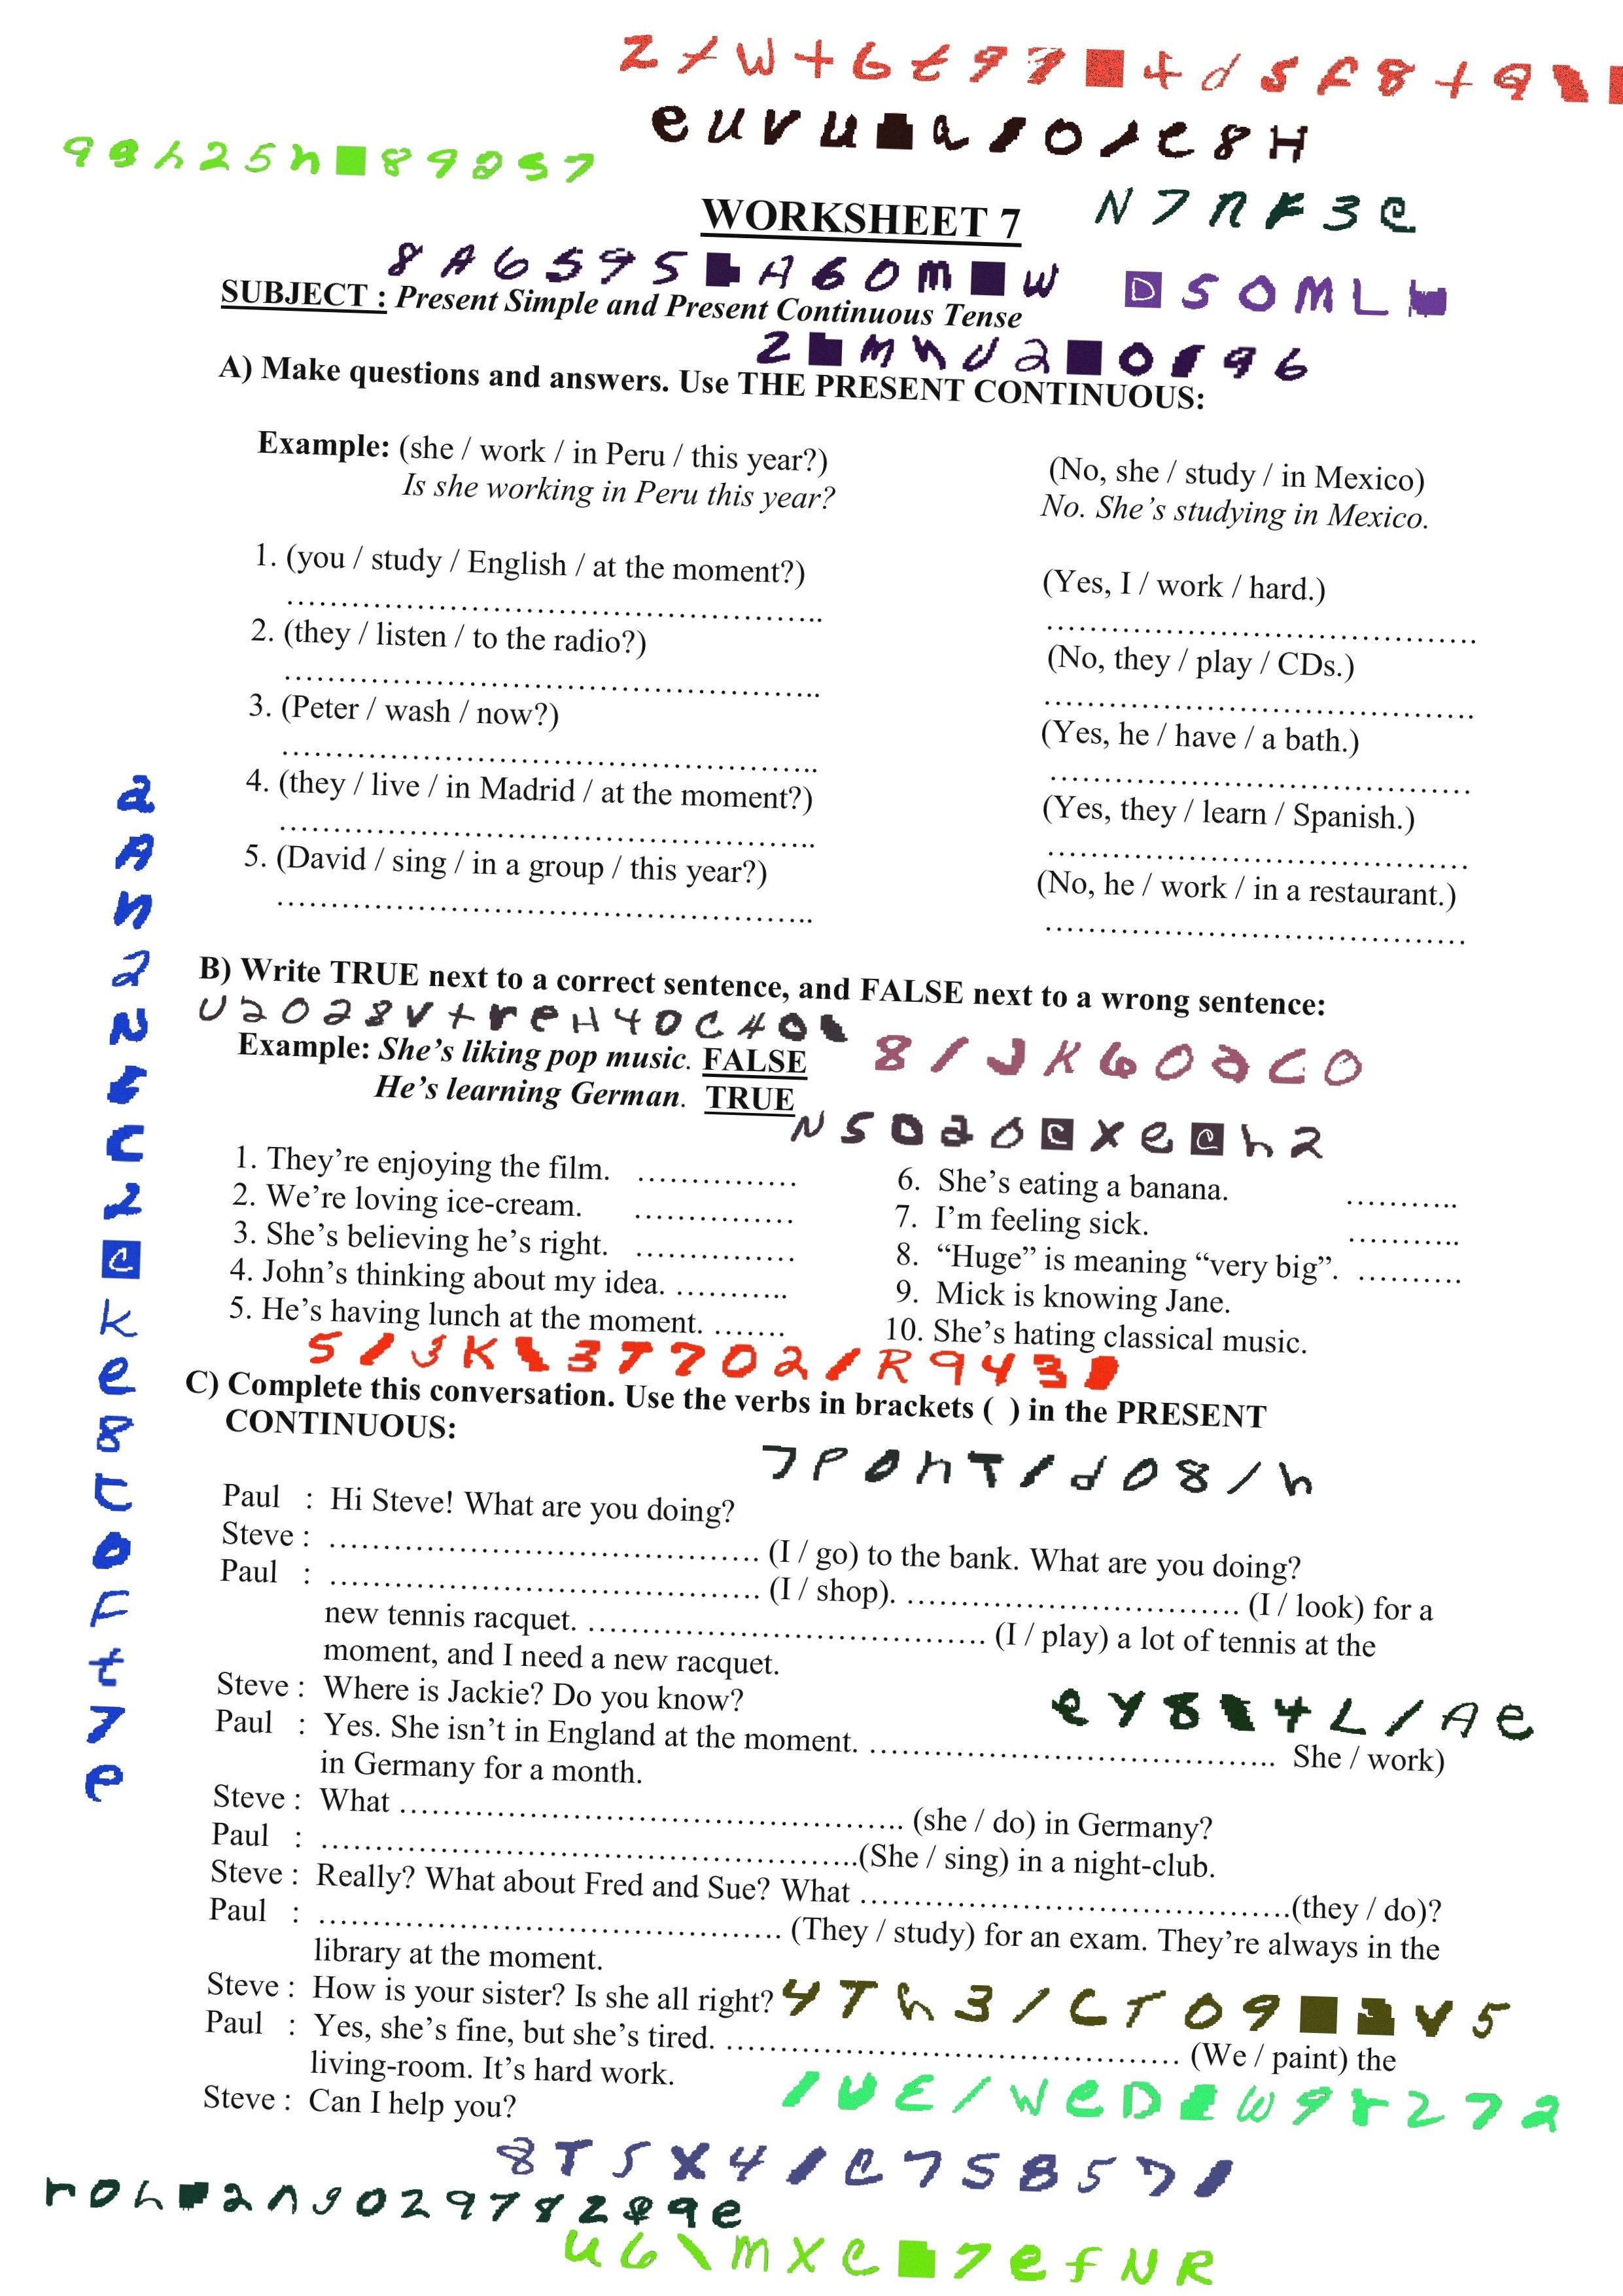 WORKSHEET 7
SUBJECT : Present Simple and Present Continuous Tense
A) Make questions and answers. Use THE PRESENT CONTINUOUS:
Example: (she / work / in Peru / this year?) (No, she / study / in Mexico)
Is she working in Peru this year? No. She's studying in Mexico.
1. (you / study / English / at the moment?) (Yes, I / work / hard.)
……………………………………………….. ………………………………….
2. (they / listen / to the radio?) (No, they / play / CDs.)
……………………………………………….. ………………………………….
3. (Peter / wash / now?) (Yes, he / have / a bath.)
……………………………………………….. …………………………………
4. (they / live / in Madrid / at the moment?) (Yes, they / learn / Spanish.)
……………………………………………….. …………………………………
5. (David / sing / in a group / this year?) (No, he / work / in a restaurant.)
……………………………………………….. …………………………………
B) Write TRUE next to a correct sentence, and FALSE next to a wrong sentence:
Example: She's liking pop music. FALSE
He's learning German. TRUE
1. They're enjoying the film. …………… 6. She's eating a banana. ………..
2. We're loving ice-cream. …………… 7. I'm feeling sick. ………..
3. She's believing he's right. …………… 8. “Huge” is meaning “very big”. ……….
4. John's thinking about my idea. ……….. 9. Mick is knowing Jane.
5. He's having lunch at the moment. ……. 10. She's hating classical music.
C) Complete this conversation. Use the verbs in brackets ( ) in the PRESENT
CONTINUOUS:
Paul : Hi Steve! What are you doing?
Steve : …………………………………. (I / go) to the bank. What are you doing?
Paul : …………………………………. (I / shop). …………………………. (I / look) for a
new tennis racquet. ………………………………. (I / play) a lot of tennis at the
moment, and I need a new racquet.
Steve : Where is Jackie? Do you know?
Paul : Yes. She isn't in England at the moment. ……………………………….. She / work)
in Germany for a month.
Steve : What ……………………………………….. (she / do) in Germany?
Paul : …………………………………………..(She / sing) in a night-club.
Steve : Really? What about Fred and Sue? What ………………………………….(they / do)?
Paul : ……………………………………. (They / study) for an exam. They're always in the
library at the moment.
Steve : How is your sister? Is she all right?
Paul : Yes, she's fine, but she's tired. …………………………………… (We / paint) the
living-room. It's hard work.
Steve : Can I help you?